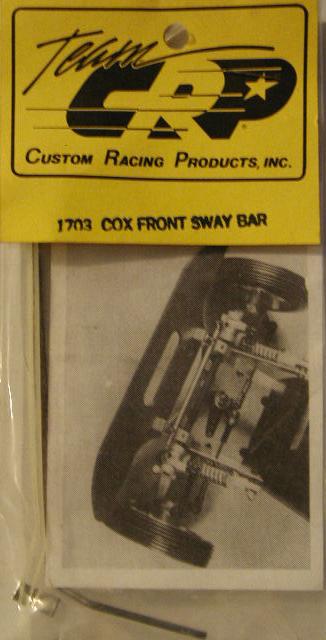 Team
CRP
CUSTOM RACING PRODUCTS, INC.
1703 COX FRONT SWAY BAR